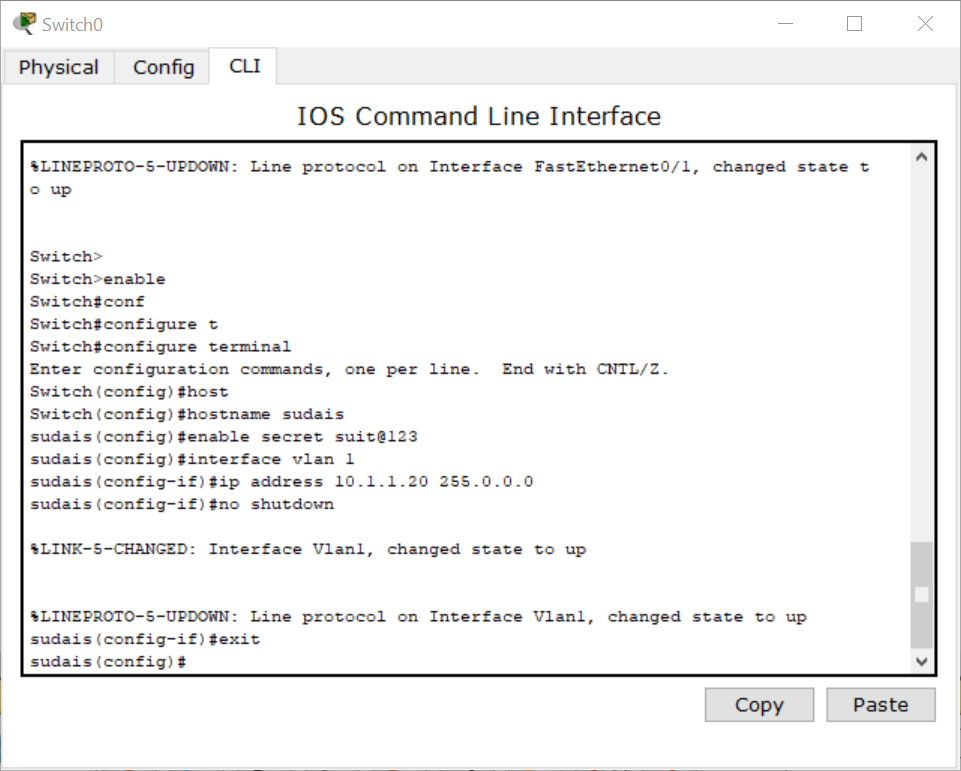 Switch0
Physical Config CLI
IOS Command Line Interface
%LINEPROTO-5-UPDOWN: Line protocol on Interface FastEthernet0/1, changed state t
o up
Switch>
Switch>enable
Switch#conf
Switch#configure t
Switch#configure terminal
Enter configuration commands, one per line.  End with CNTL/Z.
Switch(config)#host
Switch(config)#hostname sudais
sudais(config)#enable secret suit@123
sudais(config)#interface vlan 1
sudais(config-if)#ip address 10.1.1.20 255.0.0.0
sudais(config-if)#no shutdown
%LINK-5-CHANGED: Interface Vlan1, changed state to up
%LINEPROTO-5-UPDOWN: Line protocol on Interface Vlan1, changed state to up
sudais(config-if)#exit
sudais(config)#
Copy Paste